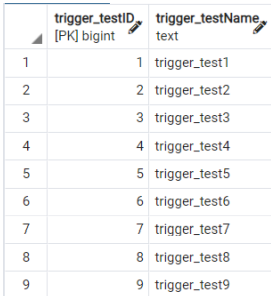 trigger_testID trigger_testName
[PK] bigint text
1 1 trigger_test1
2 2 trigger_test2
3 3 trigger_test3
4 4 trigger_test4
5 5 trigger_test5
6 6 trigger_test6
7 7 trigger_test7
8 8 trigger_test8
9 9 trigger_test9